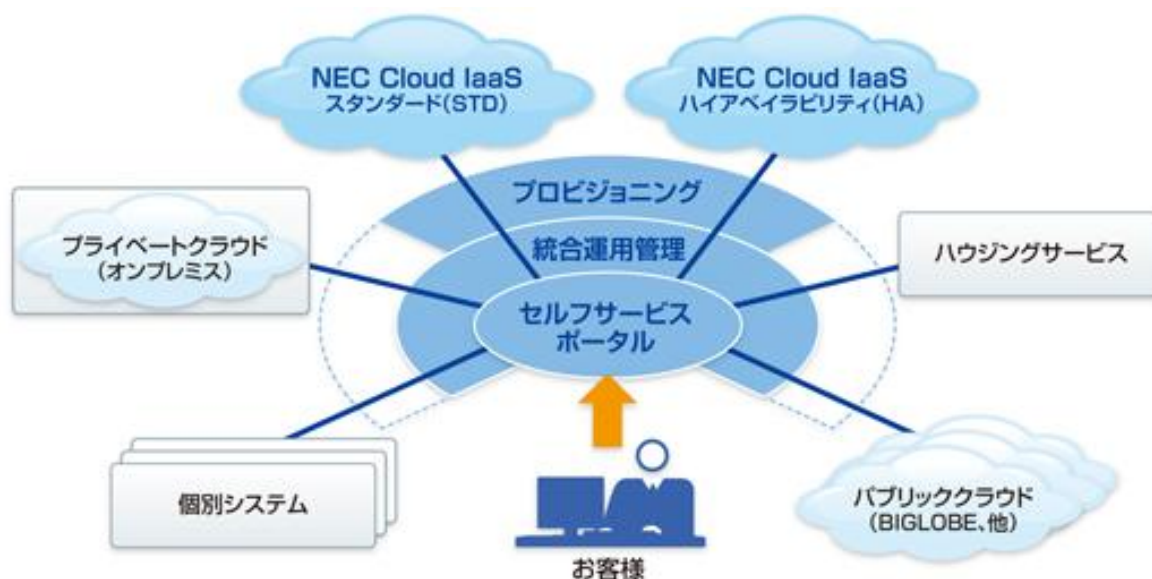 NEC Cloud IaaS
スタンダード(STD)
NEC Cloud IaaS
ハイアベイラビリティ(HA)
プロビジョニング
統合運用管理
セルフサービス
ポータル
プライベートクラウド
(オンプレミス)
ハウジングサービス
個別システム
パブリッククラウド
(BIGLOBE、他)
お客様